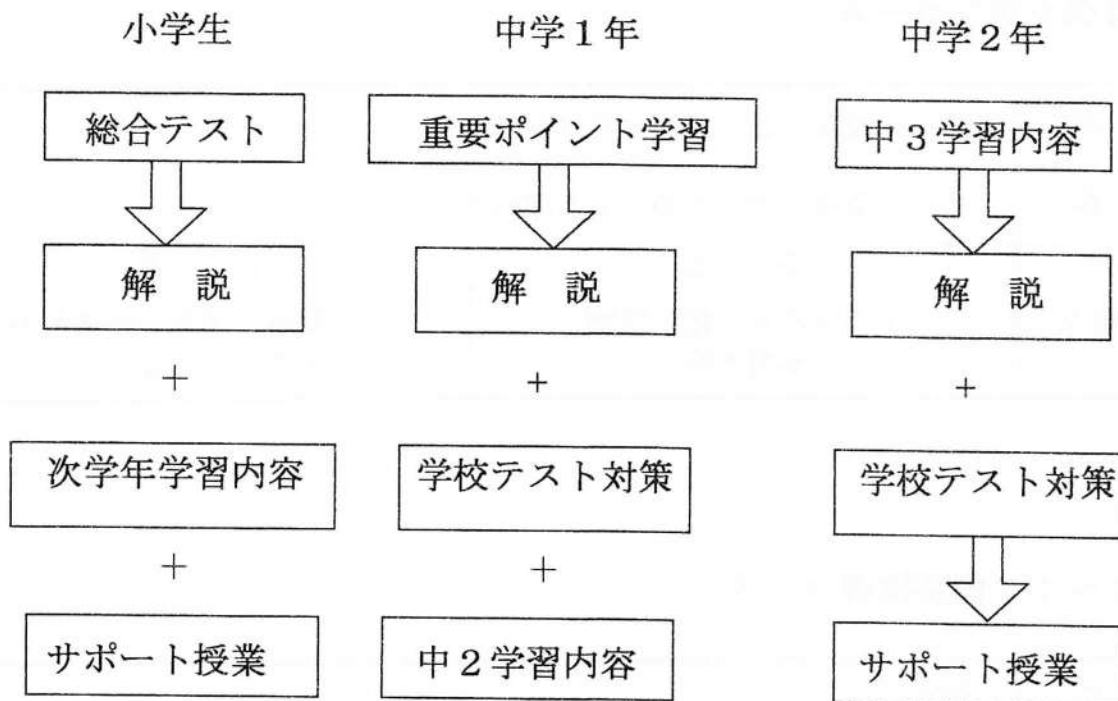 小学生
中学1年
中学2年
総合テスト
重要ポイント学習
中3学習内容
解 説
解 説
解 説
+
+
+
次学年学習内容
学校テスト対策
学校テスト対策
+
+
サポート授業
中2学習内容
サポート授業